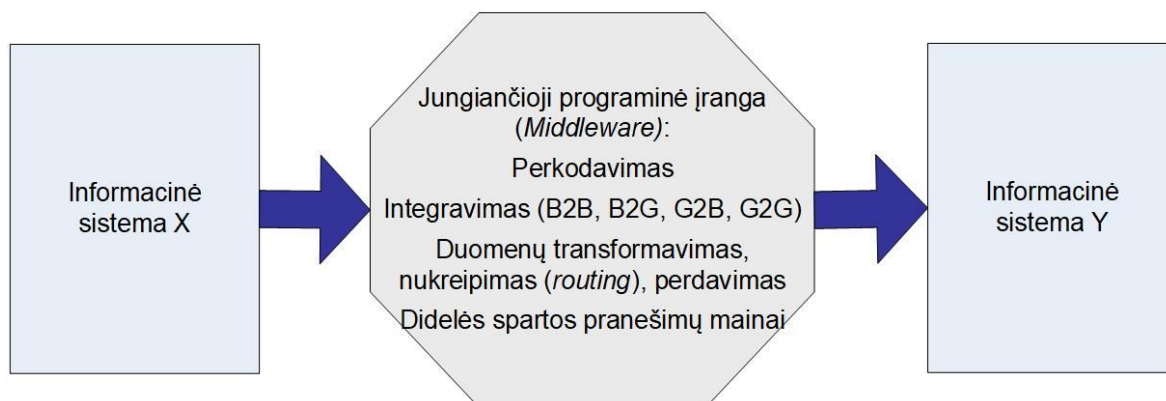 Informacinė
sistema X
Jungiančioji programinė įranga
(Middleware):
Perkodavimas
Integravimas (B2B, B2G, G2B, G2G)
Duomenų transformavimas,
nukreipimas (routing), perdavimas
Didelės spartos pranešimų mainai
Informacinė
sistema Y